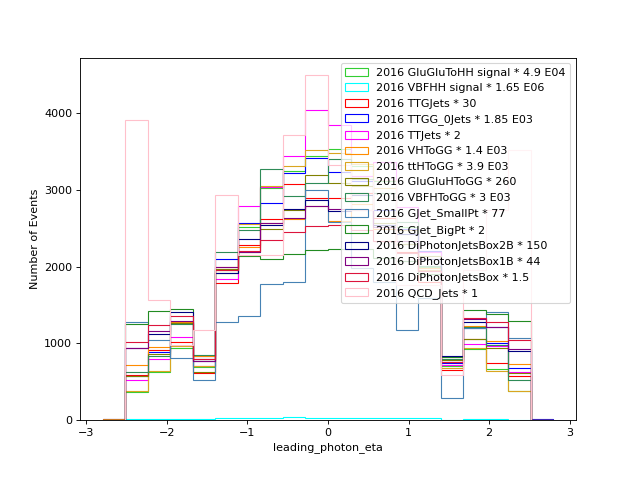 Number of Events
4000
3000
2000
1000
0
−3
−2
−1
0
1
2
3
leading_photon_eta
2016 GluGluToHH signal * 4.9 E04
2016 VBFHH signal * 1.65 E06
2016 TTGJets * 30
2016 TTGG_0Jets * 1.85 E03
2016 TTJets * 2
2016 VHToGG * 1.4 E03
2016 ttHToGG * 3.9 E03
2016 GluGluHToGG * 260
2016 VBFHToGG * 3 E03
2016 GJet_SmallPt * 77
2016 GJet_BigPt * 2
2016 DiPhotonJetsBox2B * 150
2016 DiPhotonJetsBox1B * 44
2016 DiPhotonJetsBox * 1.5
2016 QCD_Jets * 1